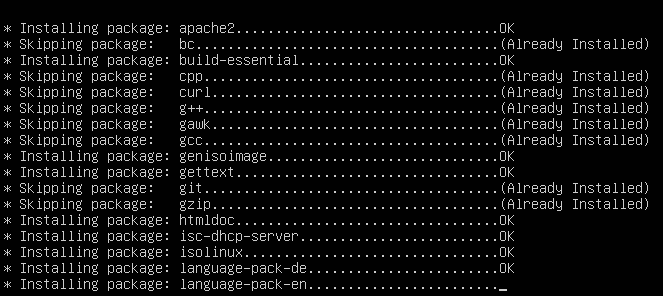 * Installing package: apache2...............................OK
* Skipping package:   bc....................................(Already Installed)
* Installing package: build-essential.......................OK
* Skipping package:   cpp...................................(Already Installed)
* Skipping package:   curl..................................(Already Installed)
* Skipping package:   g++...................................(Already Installed)
* Skipping package:   gawk..................................(Already Installed)
* Skipping package:   gcc...................................(Already Installed)
* Installing package: genisoimage...........................OK
* Installing package: gettext...............................OK
* Skipping package:   git...................................(Already Installed)
* Skipping package:   gzip..................................(Already Installed)
* Installing package: htmldoc...............................OK
* Installing package: isc-dhcp-server.......................OK
* Installing package: isolinux..............................OK
* Installing package: language-pack-de......................OK
* Installing package: language-pack-en......................_